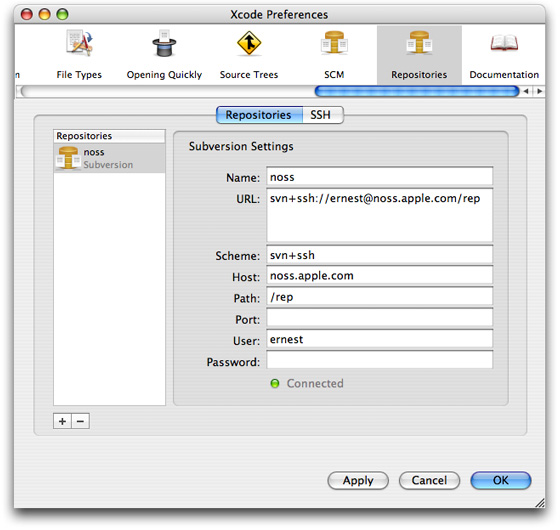 Xcode Preferences
n File Types Opening Quickly Source Trees SCM Repositories Documentation
Repositories SSH
Repositories
noss
Subversion
Subversion Settings
Name: noss
URL: svn+ssh://ernest@noss.apple.com/rep
Scheme: svn+ssh
Host: noss.apple.com
Path: /rep
Port:
User: ernest
Password:
Connected
+ −
Apply Cancel OK